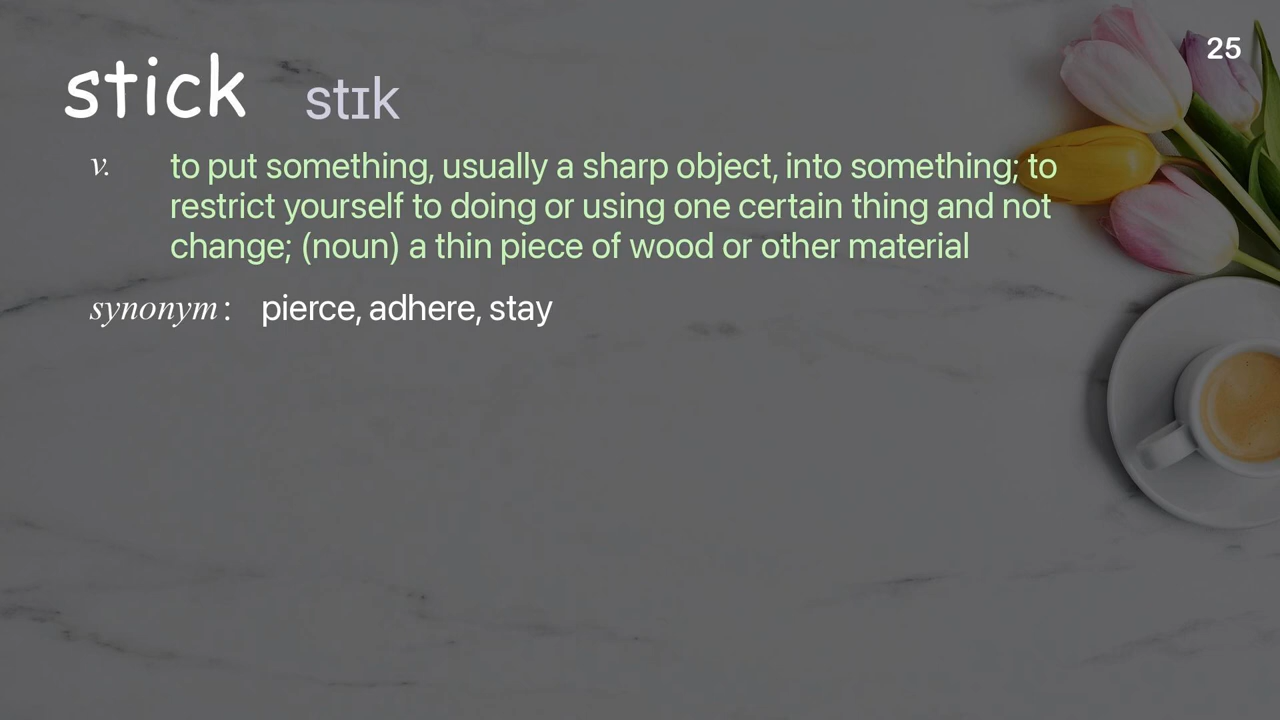 25
stick stɪk
v. to put something, usually a sharp object, into something; to
restrict yourself to doing or using one certain thing and not
change; (noun) a thin piece of wood or other material
synonym : pierce, adhere, stay